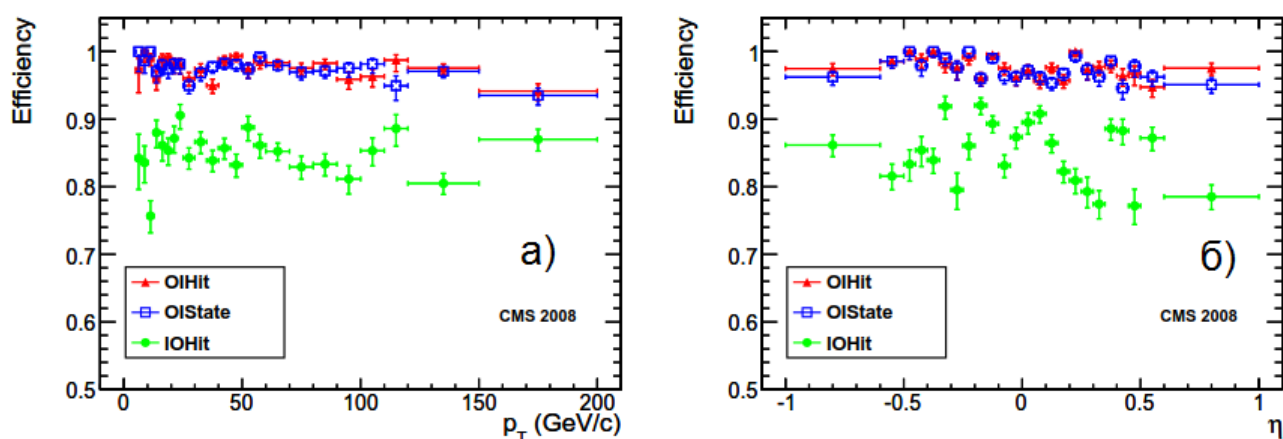 Efficiency
1
0.9
0.8
0.7
0.6
0.5
а)
OIHit
OIState
IOHit
CMS 2008
0 50 100 150 200
p_T (GeV/c)
Efficiency
1
0.9
0.8
0.7
0.6
0.5
б)
OIHit
OIState
IOHit
CMS 2008
-1 -0.5 0 0.5 1
η